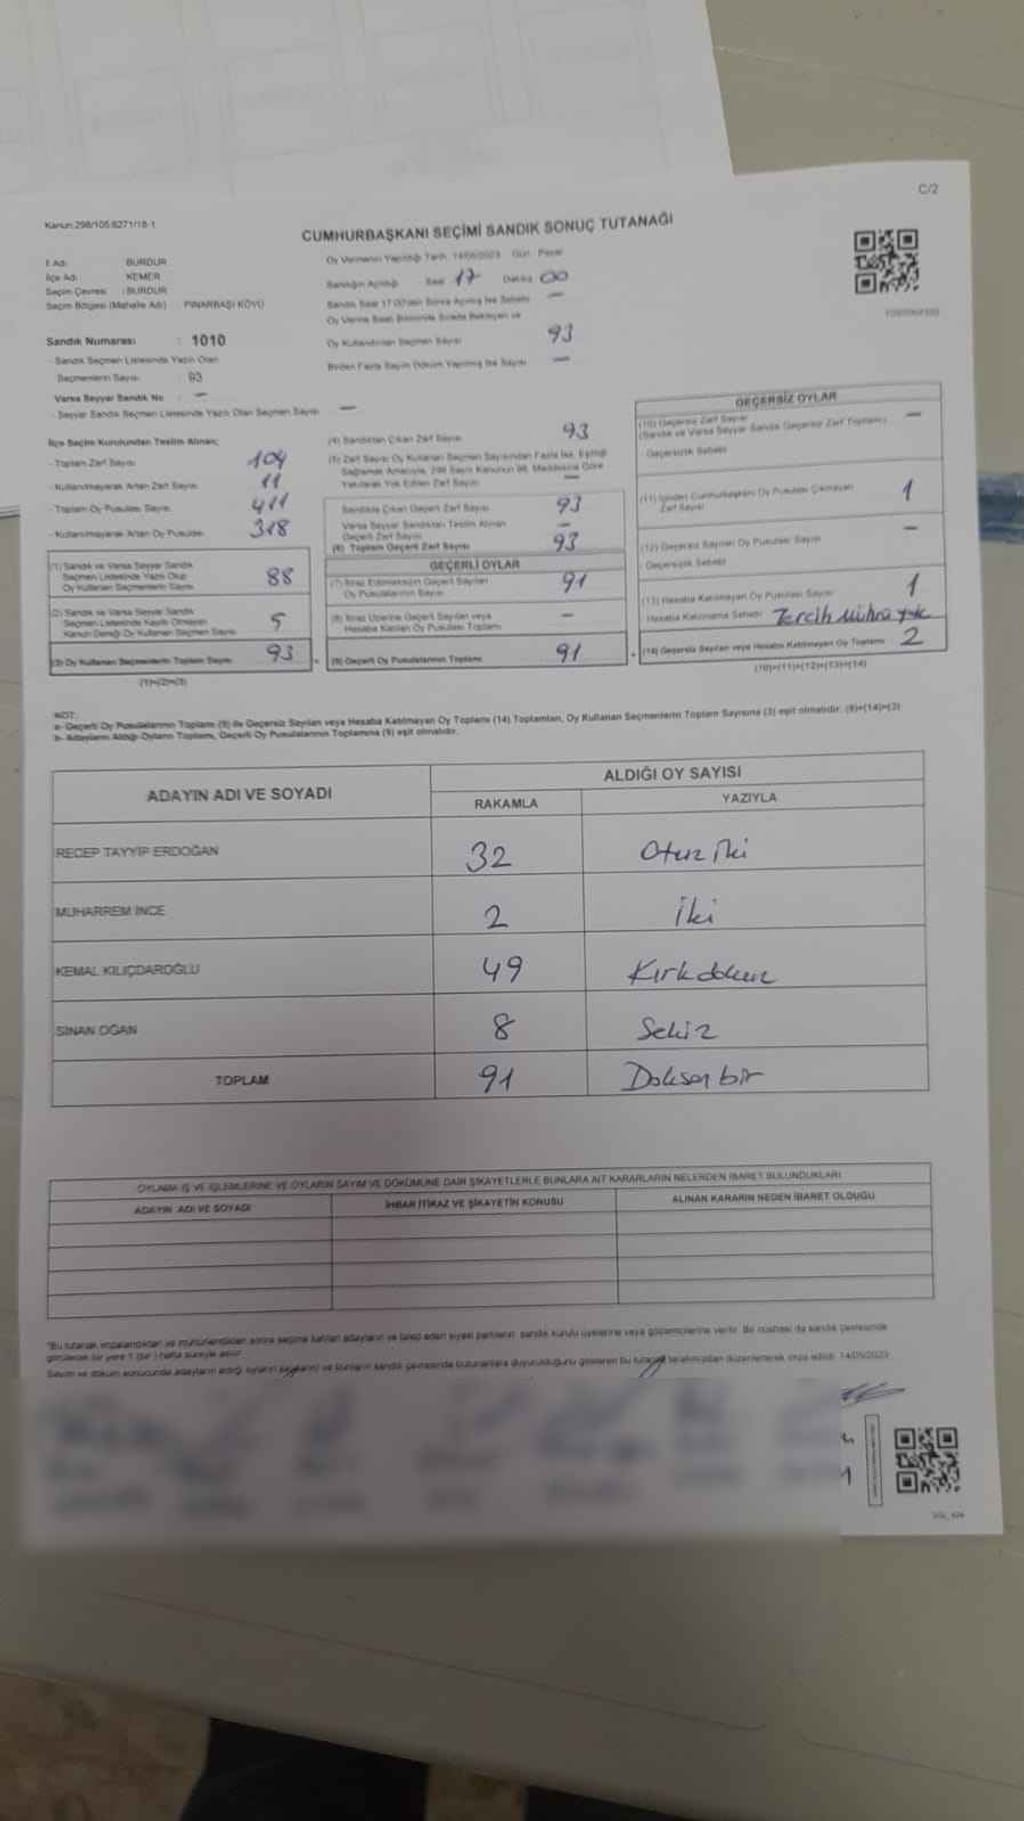 C/2
Kanun:298/105:6271/18-1
CUMHURBAŞKANI SEÇİMİ SANDIK SONUÇ TUTANAĞI
İl Adı: BURDUR
İlçe Adı: KEMER
Seçim Çevresi: BURDUR
Seçim Bölgesi (Mahalle Adı): PINARBAŞI KÖYÜ
Oy Vermenin Yapıldığı Tarih: 14/05/2023 Gün: Pazar
Sandığın Açıldığı Saat 17 Dakika 00
Sandık Saat 17.00'den Sonra Açılmış İse Sebebi —
Sandık Numarası : 1010
- Sandık Seçmen Listesinde Yazılı Olan
Seçmenlerin Sayısı : 93
Varsa Seyyar Sandık No : —
- Seyyar Sandık Seçmen Listesinde Yazılı Olan Seçmen Sayısı —
Oy Kullandırılan Seçmen Sayısı 93
Birden Fazla Sayım Döküm Yapılmış İse Sayısı —
İlçe Seçim Kurulundan Teslim Alınan;
- Toplam Zarf Sayısı 104
- Kullanılmayarak Artan Zarf Sayısı 11
- Toplam Oy Pusulası Sayısı 411
- Kullanılmayarak Artan Oy Pusulası 318
(1) Sandık ve Varsa Seyyar Sandık
Seçmen Listesinde Yazılı Olup
Oy Kullanan Seçmenlerin Sayısı 88
(2) Sandık ve Varsa Seyyar Sandık
Seçmen Listesinde Kayıtlı Olmayan
Kanun Gereği Oy Kullanan Seçmen Sayısı 5
(3) Oy Kullanan Seçmenlerin Toplam Sayısı 93
(1)+(2)=(3)
(4) Sandıktan Çıkan Zarf Sayısı 93
(5) Zarf Sayısı Oy Kullanan Seçmen Sayısından Fazla İse, Eşitliği
Sağlamak Amacıyla, 298 Sayılı Kanunun 98. Maddesine Göre
Yakılarak Yok Edilen Zarf Sayısı —
Sandıkta Çıkan Geçerli Zarf Sayısı 93
Varsa Seyyar Sandıktan Teslim Alınan
Geçerli Zarf Sayısı —
(6) Toplam Geçerli Zarf Sayısı 93
GEÇERLİ OYLAR
(7) İtiraz Edilmeksizin Geçerli Sayılan
Oy Pusulalarının Sayısı 91
(8) İtiraz Üzerine Geçerli Sayılan veya
Hesaba Katılan Oy Pusulası Toplamı —
(9) Geçerli Oy Pusulalarının Toplamı 91
GEÇERSİZ OYLAR
(10) Geçersiz Zarf Sayısı
(Sandık ve Varsa Seyyar Sandık Geçersiz Zarf Toplamı) —
Geçersizlik Sebebi
(11) İçinden Cumhurbaşkanı Oy Pusulası Çıkmayan
Zarf Sayısı 1
(12) Geçersiz Sayılan Oy Pusulası Sayısı —
Geçersizlik Sebebi
(13) Hesaba Katılmayan Oy Pusulası Sayısı 1
Hesaba Katılmama Sebebi Tercih Mührü yok
(14) Geçersiz Sayılan veya Hesaba Katılmayan Oy Toplamı 2
(10)+(11)+(12)+(13)=(14)
NOT:
a- Geçerli Oy Pusulalarının Toplamı (9) ile Geçersiz Sayılan veya Hesaba Katılmayan Oy Toplamı (14) Toplamları, Oy Kullanan Seçmenlerin Toplam Sayısına (3) eşit olmalıdır. (9)+(14)=(3)
b- Adayların Aldığı Oyların Toplamı, Geçerli Oy Pusulalarının Toplamına (9) eşit olmalıdır.
ADAYIN ADI VE SOYADI
ALDIĞI OY SAYISI
RAKAMLA YAZIYLA
RECEP TAYYİP ERDOĞAN 32 Otuz iki
MUHARREM İNCE 2 İki
KEMAL KILIÇDAROĞLU 49 Kırkdokuz
SİNAN OĞAN 8 Sekiz
TOPLAM 91 Doksan bir
OYLAMA İŞ VE İŞLEMLERİNE VE OYLARIN SAYIM VE DÖKÜMÜNE DAİR ŞİKAYETLERLE BUNLARA AİT KARARLARIN NELERDEN İBARET BULUNDUKLARI
ADAYIN ADI VE SOYADI İHBAR İTİRAZ VE ŞİKAYETİN KONUSU ALINAN KARARIN NEDEN İBARET OLDUĞU